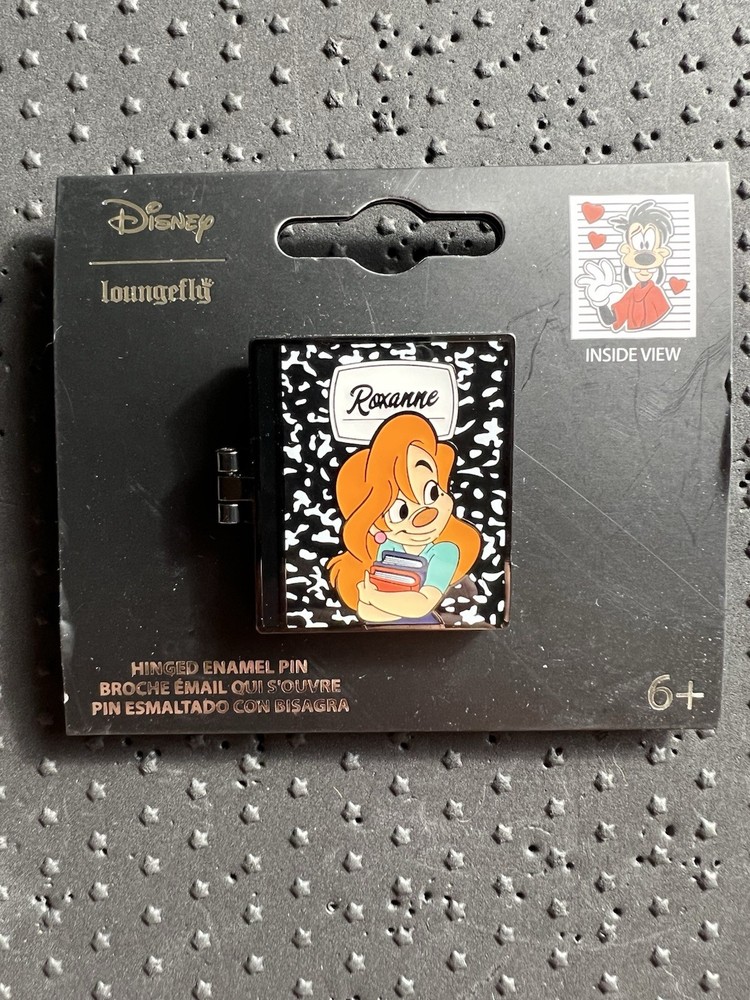 Disney
loungefly
INSIDE VIEW
Roxanne
HINGED ENAMEL PIN
BROCHE ÉMAIL QUI S'OUVRE
PIN ESMALTADO CON BISAGRA
6+